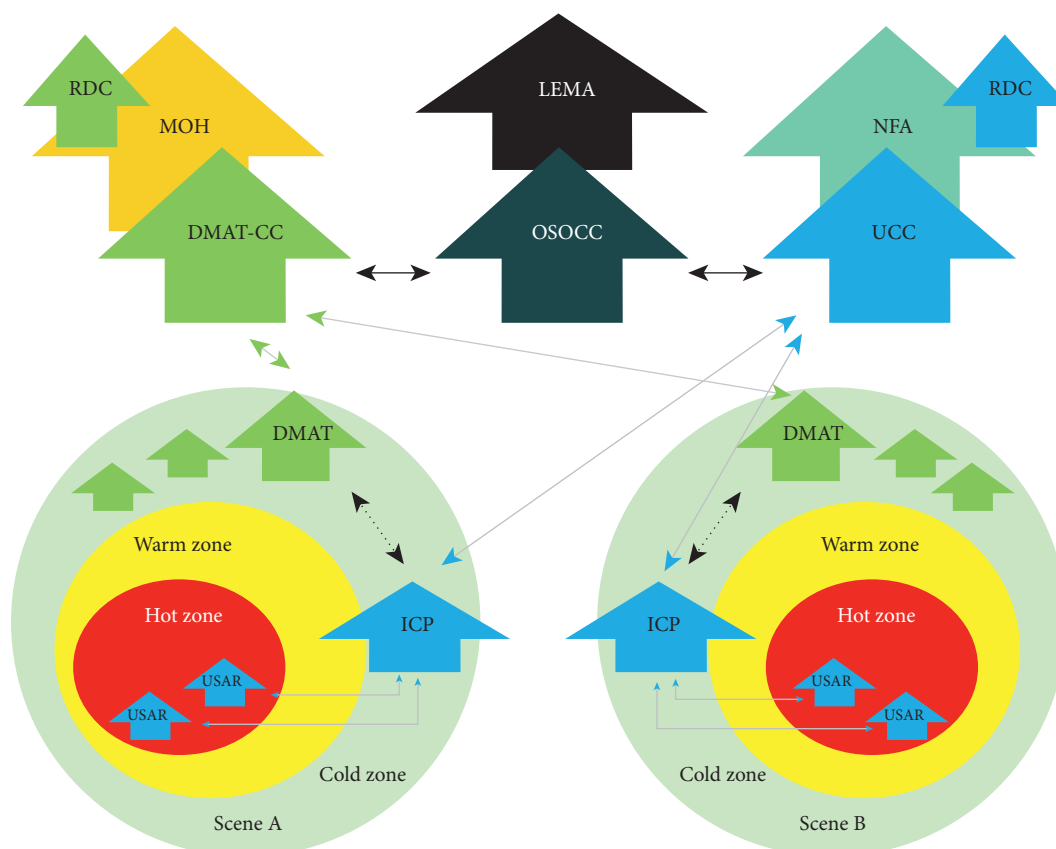 RDC
MOH
DMAT-CC
LEMA
OSOCC
NFA
RDC
UCC
DMAT
Warm zone
Hot zone
ICP
USAR
USAR
Cold zone
Scene A
DMAT
Warm zone
Hot zone
ICP
USAR
USAR
Cold zone
Scene B